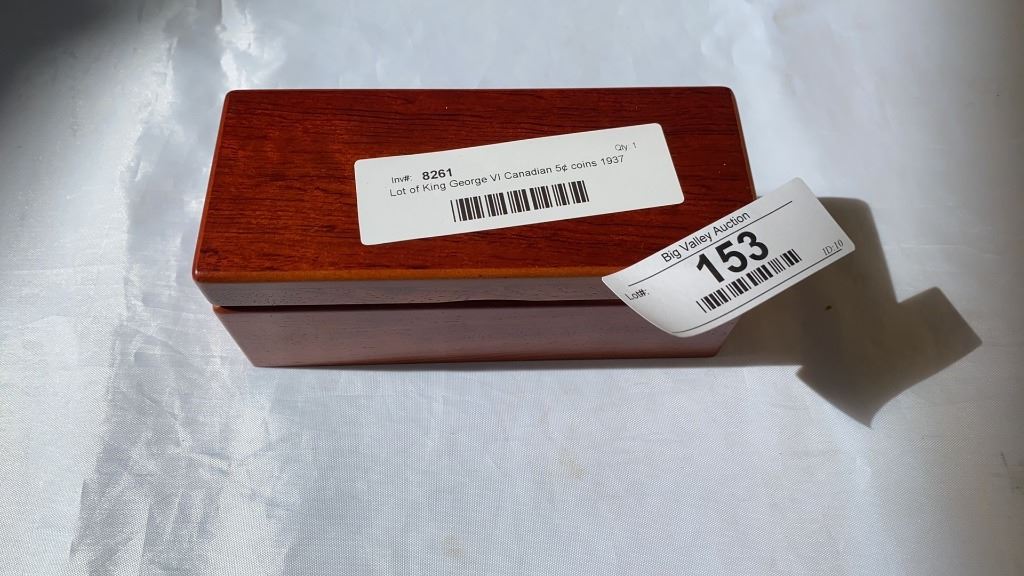 Qty: 1
Inv#: 8261
Lot of King George VI Canadian 5¢ coins 1937
Big Valley Auction
153
Lot#:
ID:10